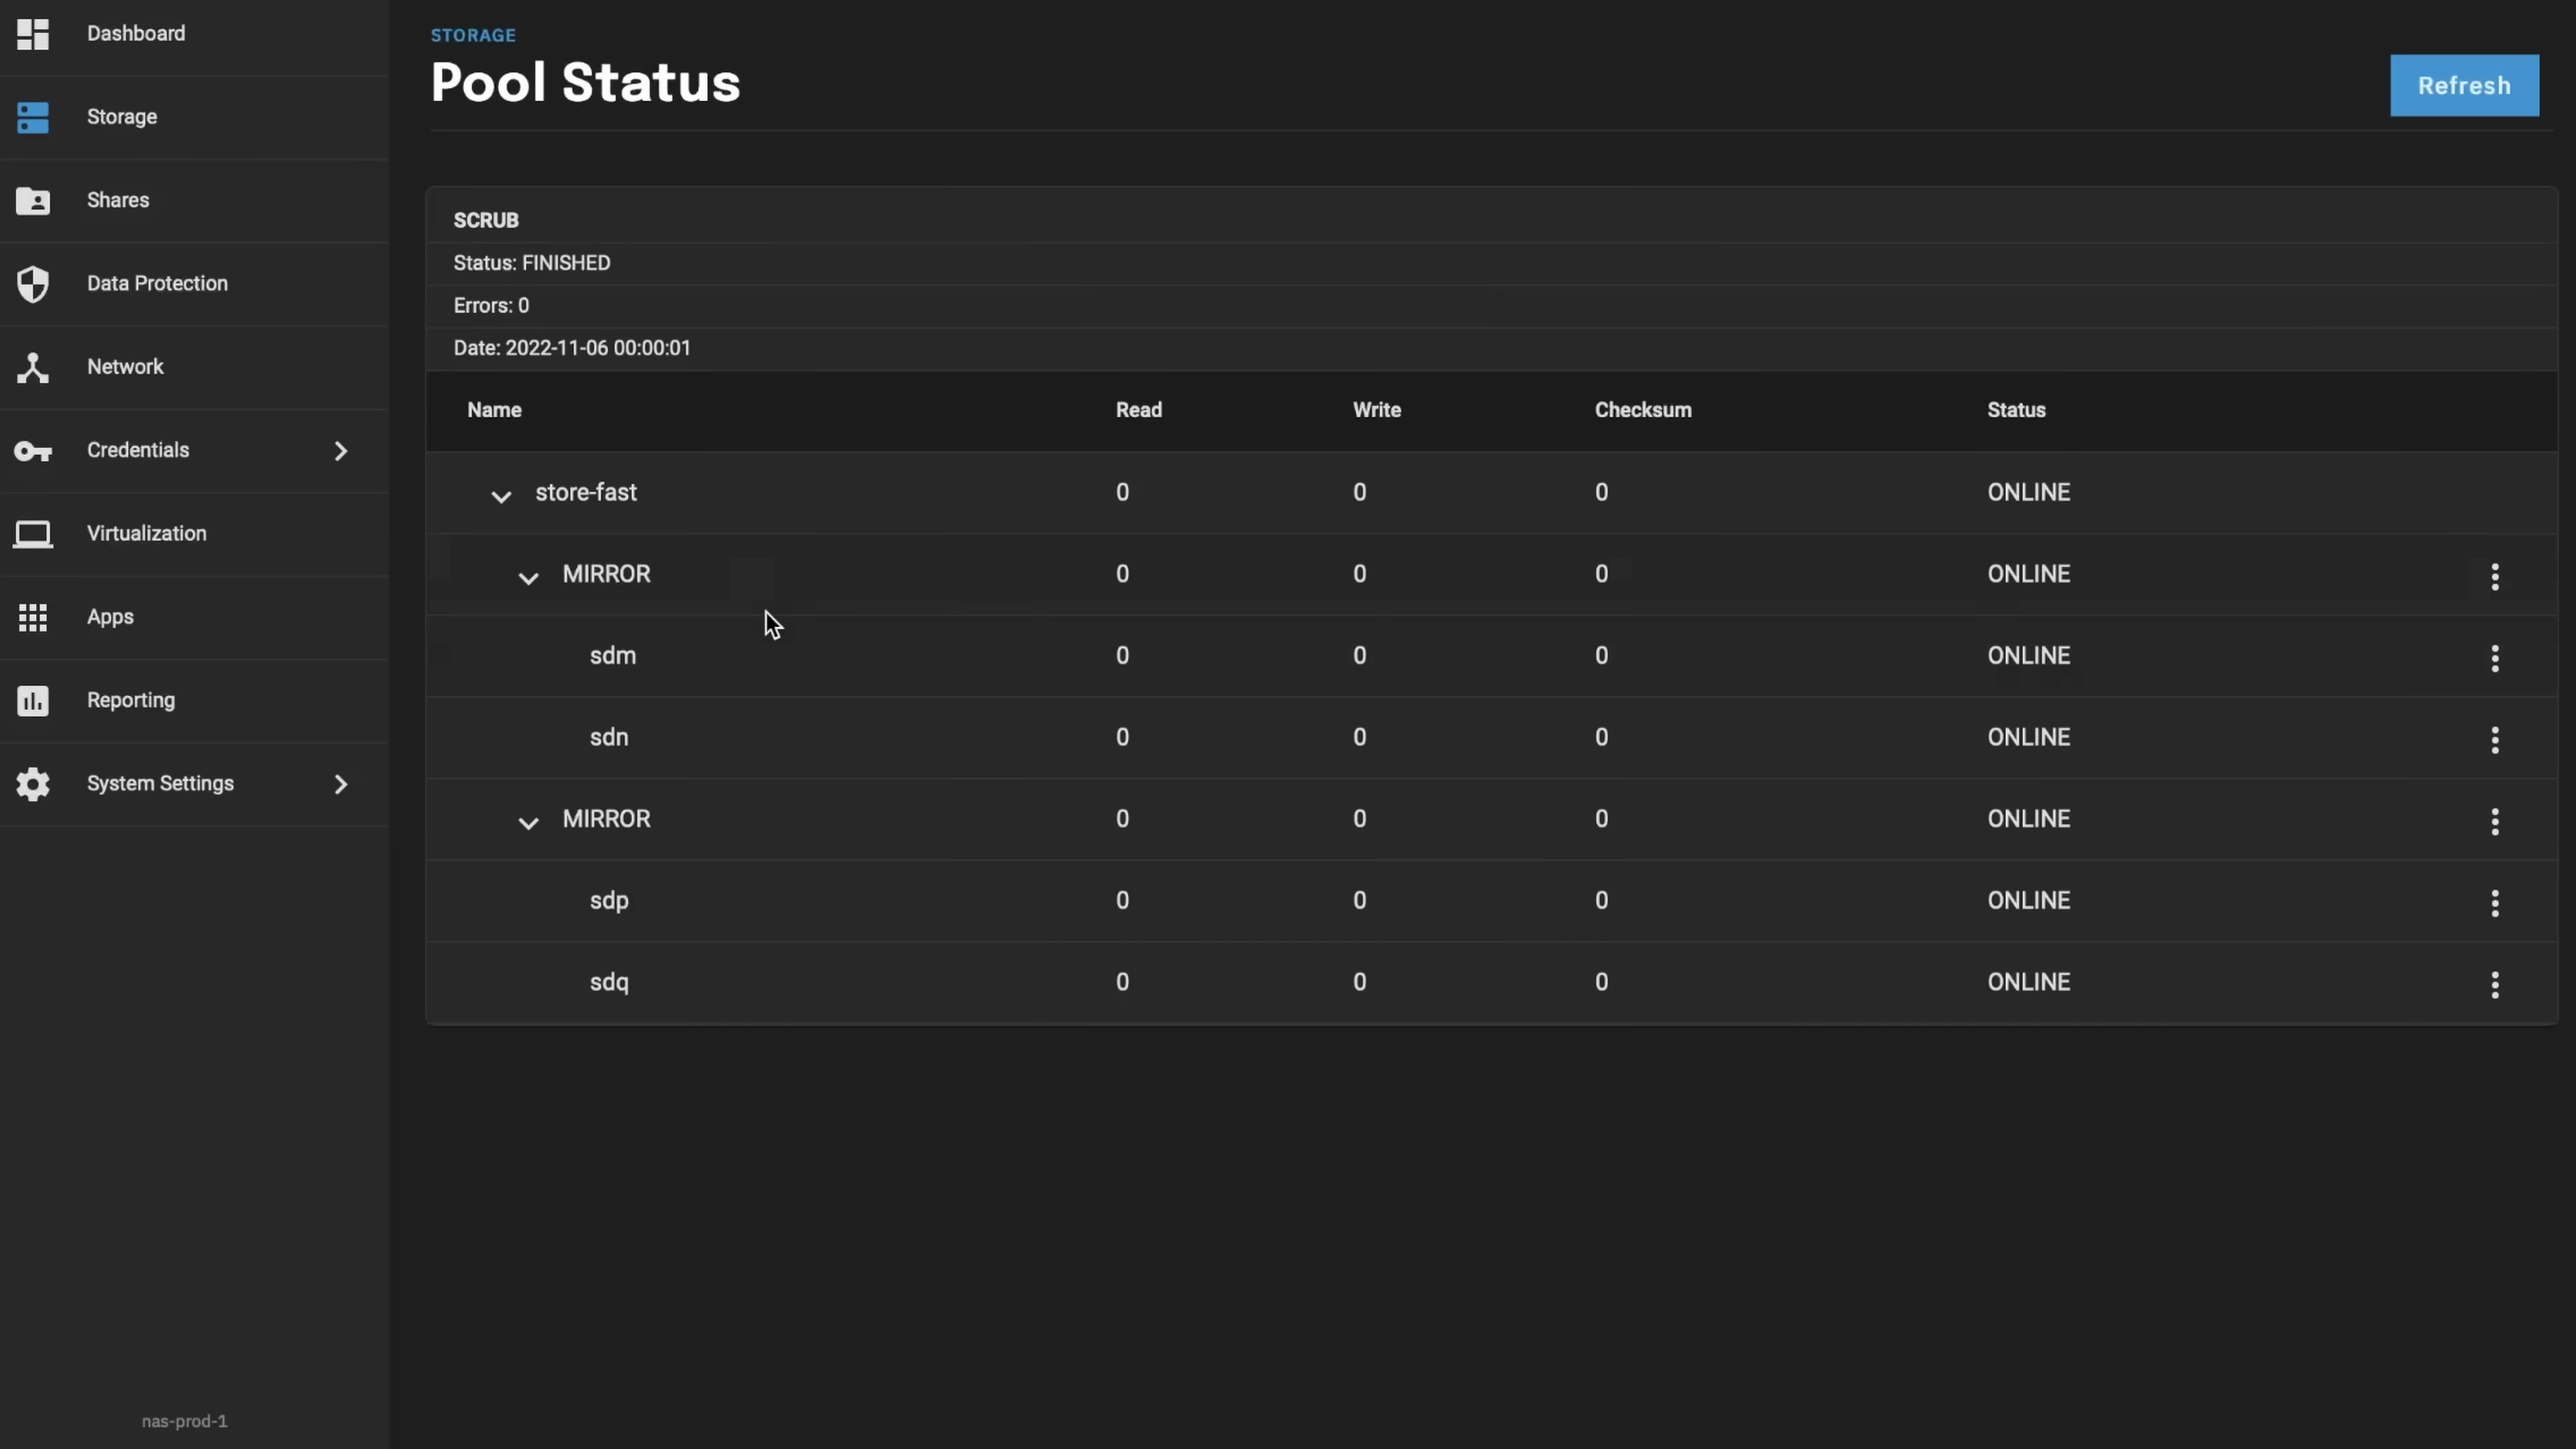 Dashboard
Storage
Shares
Data Protection
Network
Credentials
Virtualization
Apps
Reporting
System Settings
nas-prod-1
STORAGE
Pool Status
Refresh
SCRUB
Status: FINISHED
Errors: 0
Date: 2022-11-06 00:00:01
Name Read Write Checksum Status
store-fast 0 0 0 ONLINE
MIRROR 0 0 0 ONLINE
sdm 0 0 0 ONLINE
sdn 0 0 0 ONLINE
MIRROR 0 0 0 ONLINE
sdp 0 0 0 ONLINE
sdq 0 0 0 ONLINE